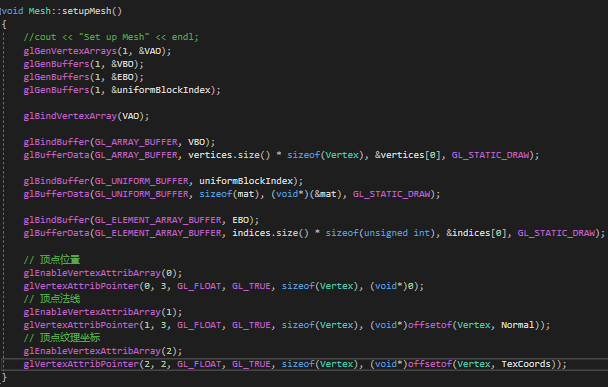 void Mesh::setupMesh()
{
//cout << "Set up Mesh" << endl;
glGenVertexArrays(1, &VAO);
glGenBuffers(1, &VBO);
glGenBuffers(1, &EBO);
glGenBuffers(1, &uniformBlockIndex);
glBindVertexArray(VAO);
glBindBuffer(GL_ARRAY_BUFFER, VBO);
glBufferData(GL_ARRAY_BUFFER, vertices.size() * sizeof(Vertex), &vertices[0], GL_STATIC_DRAW);
glBindBuffer(GL_UNIFORM_BUFFER, uniformBlockIndex);
glBufferData(GL_UNIFORM_BUFFER, sizeof(mat), (void*)(&mat), GL_STATIC_DRAW);
glBindBuffer(GL_ELEMENT_ARRAY_BUFFER, EBO);
glBufferData(GL_ELEMENT_ARRAY_BUFFER, indices.size() * sizeof(unsigned int), &indices[0], GL_STATIC_DRAW);
// 顶点位置
glEnableVertexAttribArray(0);
glVertexAttribPointer(0, 3, GL_FLOAT, GL_TRUE, sizeof(Vertex), (void*)0);
// 顶点法线
glEnableVertexAttribArray(1);
glVertexAttribPointer(1, 3, GL_FLOAT, GL_TRUE, sizeof(Vertex), (void*)offsetof(Vertex, Normal));
// 顶点纹理坐标
glEnableVertexAttribArray(2);
glVertexAttribPointer(2, 2, GL_FLOAT, GL_TRUE, sizeof(Vertex), (void*)offsetof(Vertex, TexCoords));
}